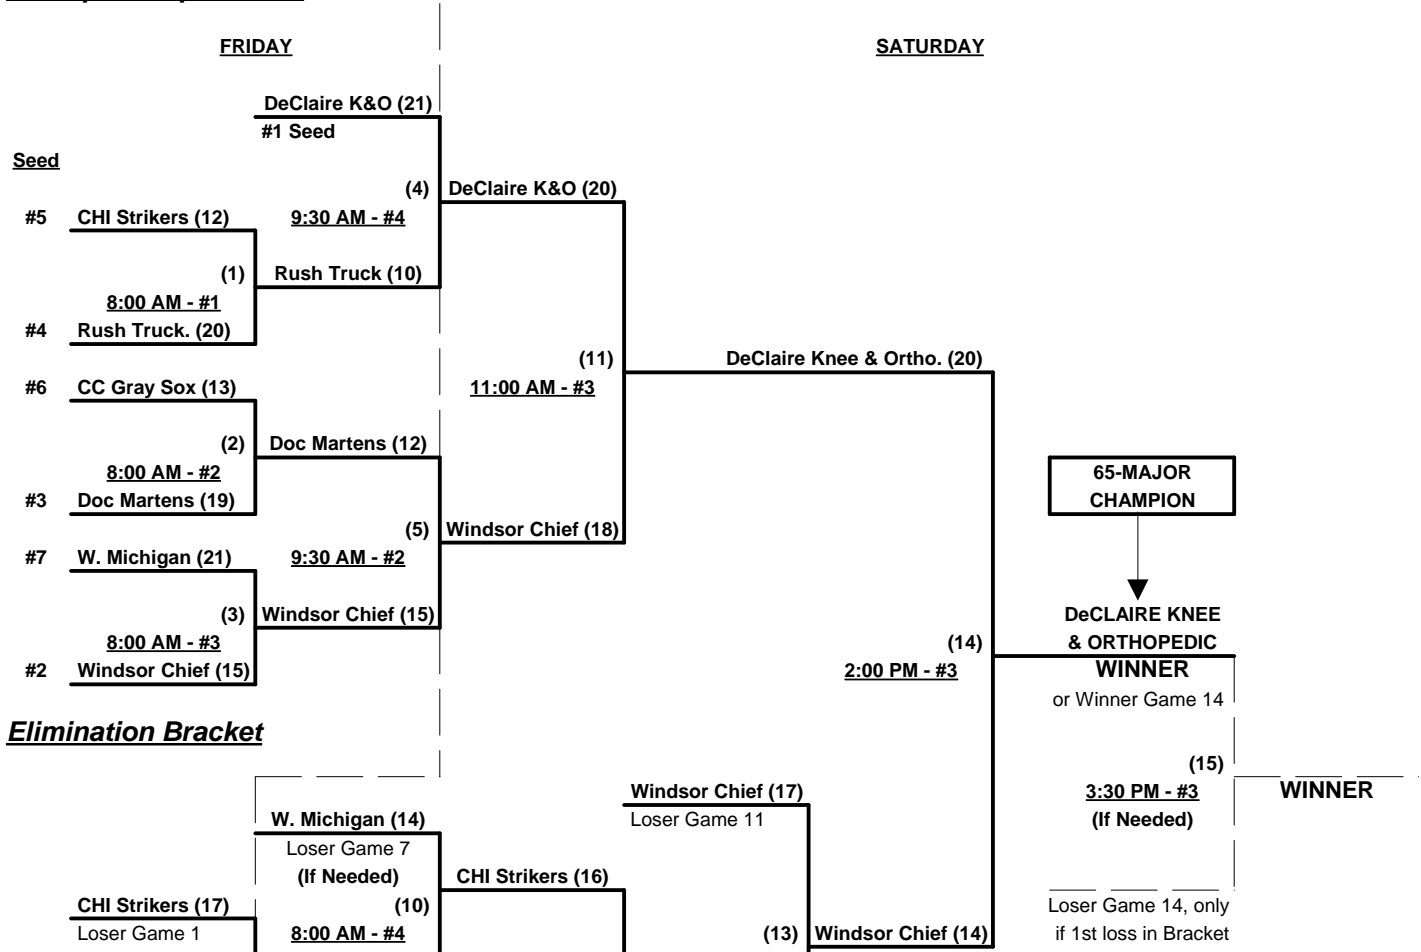 FRIDAY
SATURDAY
DeClaire K&O (21)
#1 Seed
Seed
(4)
DeClaire K&O (20)
#5
CHI Strikers (12)
9:30 AM - #4
(1)
Rush Truck (10)
8:00 AM - #1
#4
Rush Truck. (20)
(11)
DeClaire Knee & Ortho. (20)
#6
CC Gray Sox (13)
11:00 AM - #3
(2)
Doc Martens (12)
8:00 AM - #2
65-MAJOR
CHAMPION
#3
Doc Martens (19)
(5)
Windsor Chief (18)
#7
W. Michigan (21)
9:30 AM - #2
(3)
Windsor Chief (15)
DeCLAIRE KNEE
& ORTHOPEDIC
8:00 AM - #3
(14)
#2
Windsor Chief (15)
2:00 PM - #3
WINNER
or Winner Game 14
Elimination Bracket
(15)
Windsor Chief (17)
3:30 PM - #3
WINNER
W. Michigan (14)
Loser Game 11
(If Needed)
Loser Game 7
(If Needed)
CHI Strikers (16)
CHI Strikers (17)
(10)
Loser Game 14, only
Loser Game 1
8:00 AM - #4
(13)
Windsor Chief (14)
if 1st loss in Bracket